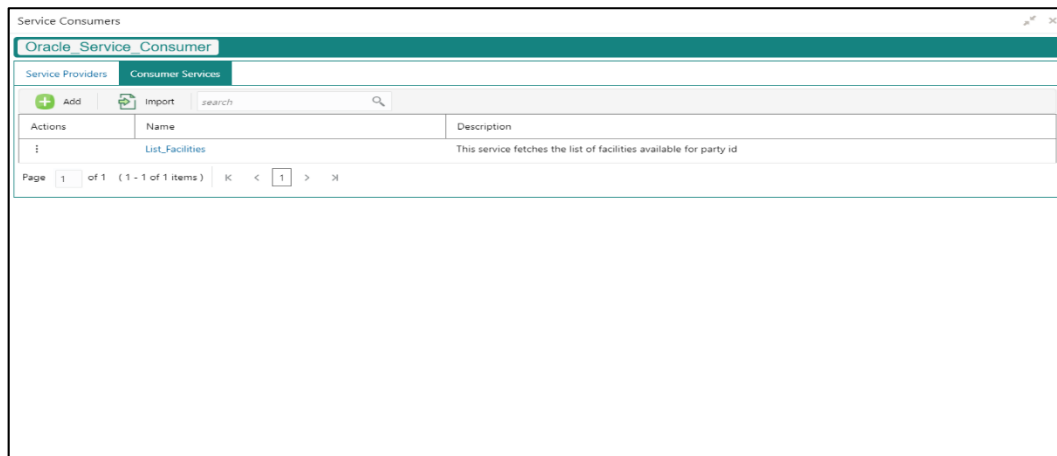 Service Consumers
Oracle_Service_Consumer
Service Providers Consumer Services
Add Import search
Actions Name Description
List_Facilities This service fetches the list of facilities available for party id
Page 1 of 1 (1 - 1 of 1 items) K < 1 > >|